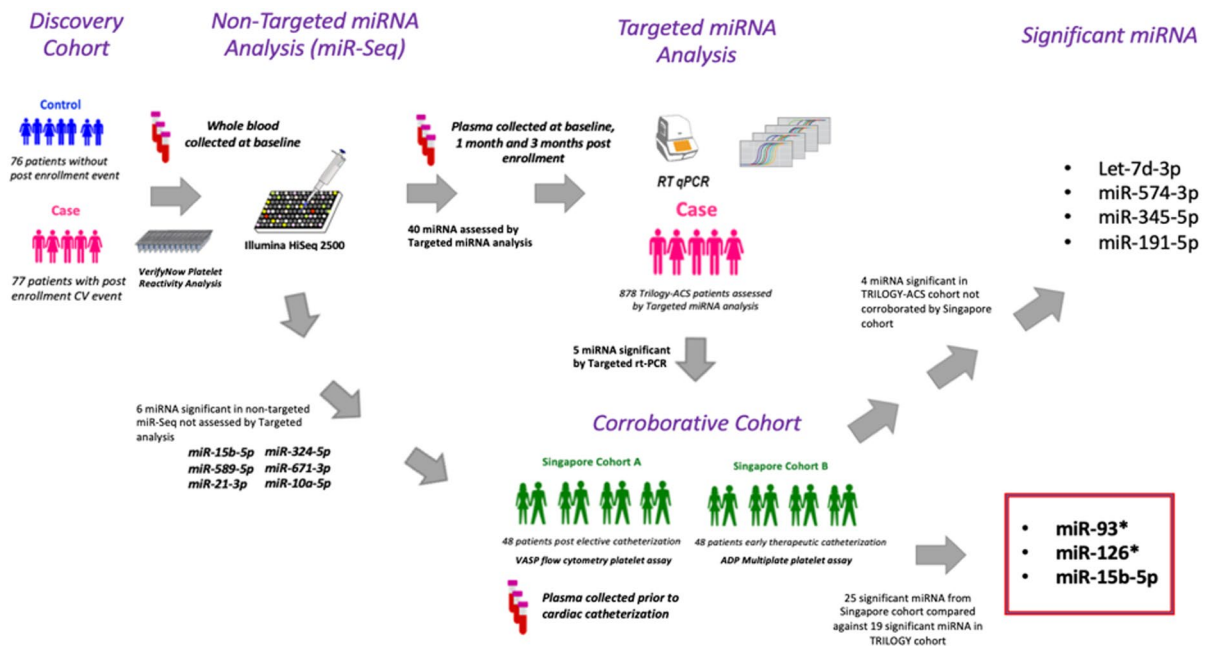 Discovery
Cohort
Non-Targeted miRNA
Analysis (miR-Seq)
Targeted miRNA
Analysis
Significant miRNA
Control
76 patients without
post enrollment event
Case
77 patients with post
enrollment CV event
VerifyNow Platelet
Reactivity Analysis
Whole blood
collected at baseline
Illumina HiSeq 2500
Plasma collected at baseline,
1 month and 3 months post
enrollment
40 miRNA assessed by
Targeted miRNA analysis
RT qPCR
Case
878 Trilogy-ACS patients assessed
by Targeted miRNA analysis
5 miRNA significant
by Targeted rt-PCR
4 miRNA significant in
TRILOGY-ACS cohort not
corroborated by Singapore
cohort
• Let-7d-3p
• miR-574-3p
• miR-345-5p
• miR-191-5p
6 miRNA significant in non-targeted
miR-Seq not assessed by Targeted
analysis
miR-15b-5p miR-324-5p
miR-589-5p miR-671-3p
miR-21-3p miR-10a-5p
Corroborative Cohort
Singapore Cohort A
48 patients post elective catheterization
VASP flow cytometry platelet assay
Singapore Cohort B
48 patients early therapeutic catheterization
ADP Multiplate platelet assay
Plasma collected prior to
cardiac catheterization
25 significant miRNA from
Singapore cohort compared
against 19 significant miRNA in
TRILOGY cohort
• miR-93*
• miR-126*
• miR-15b-5p